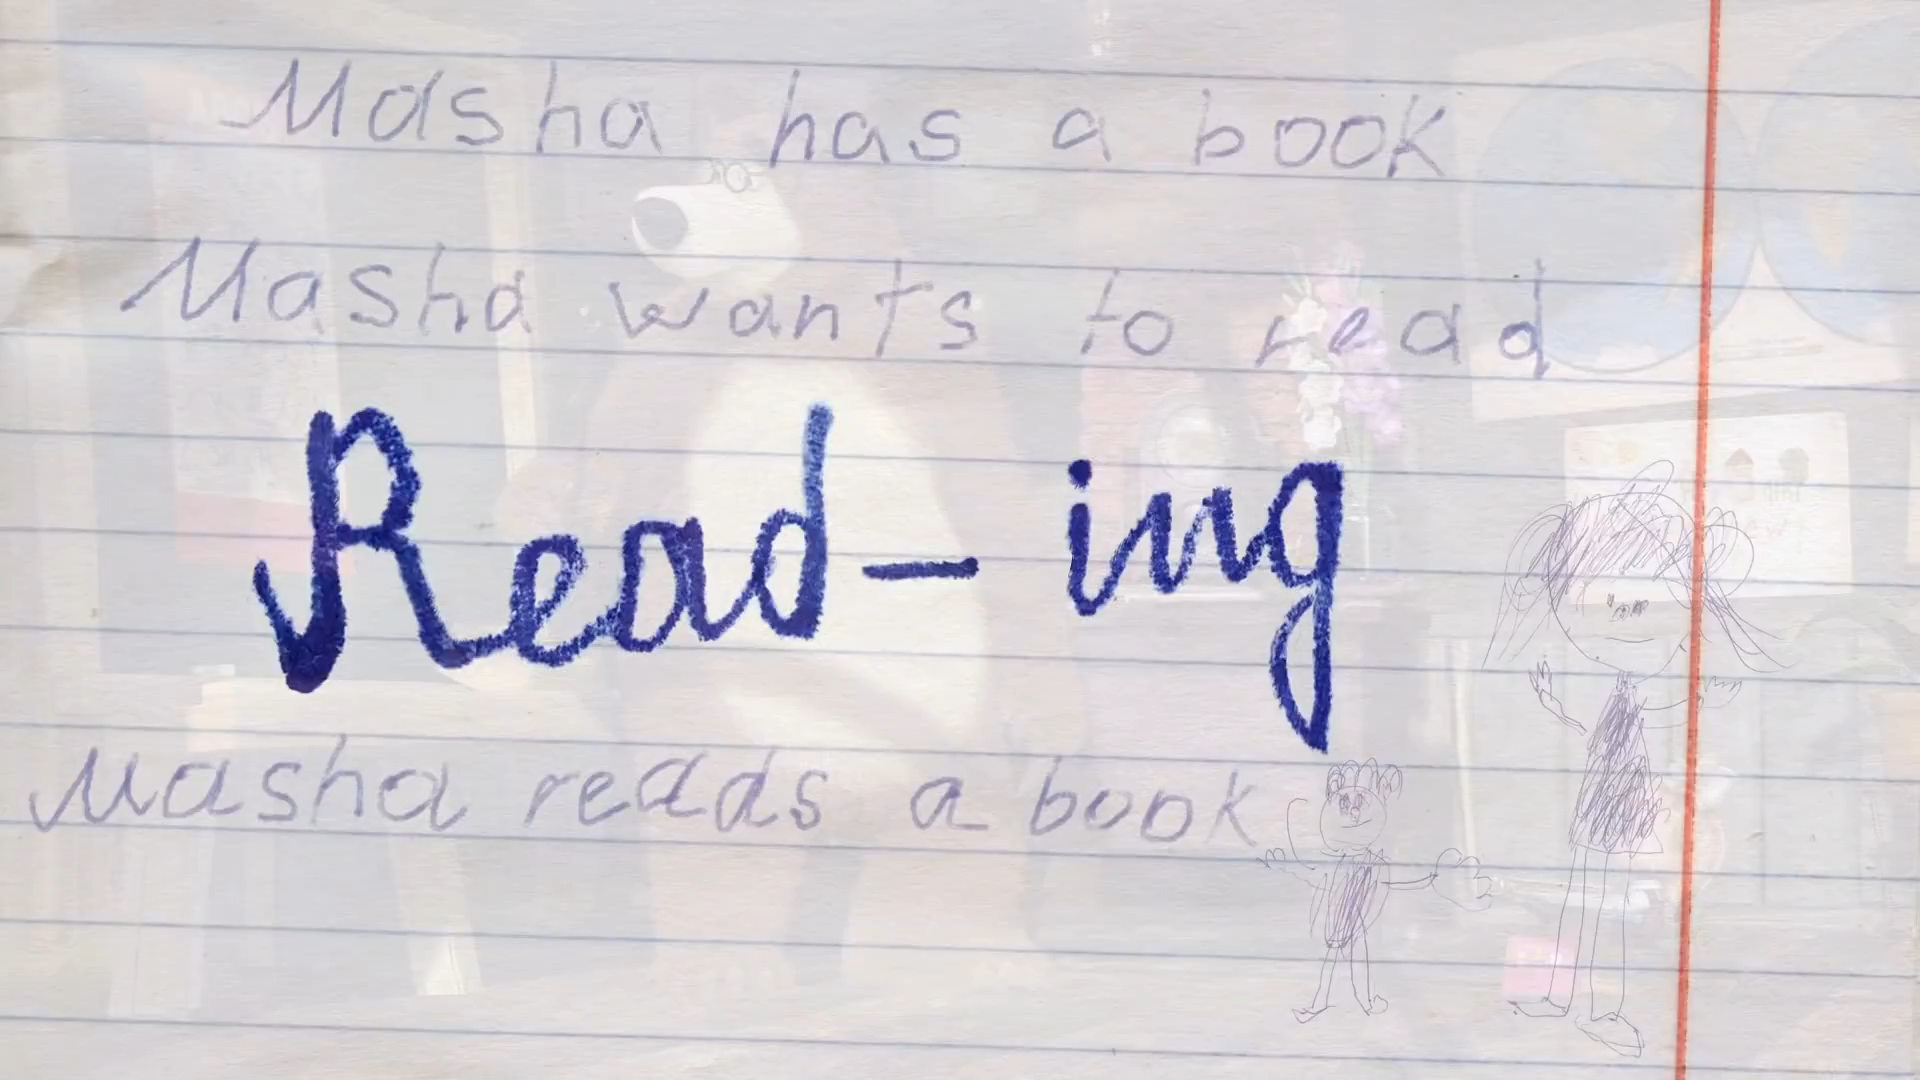 Masha has a book
Masha wants to read
Read-ing
Masha reads a book